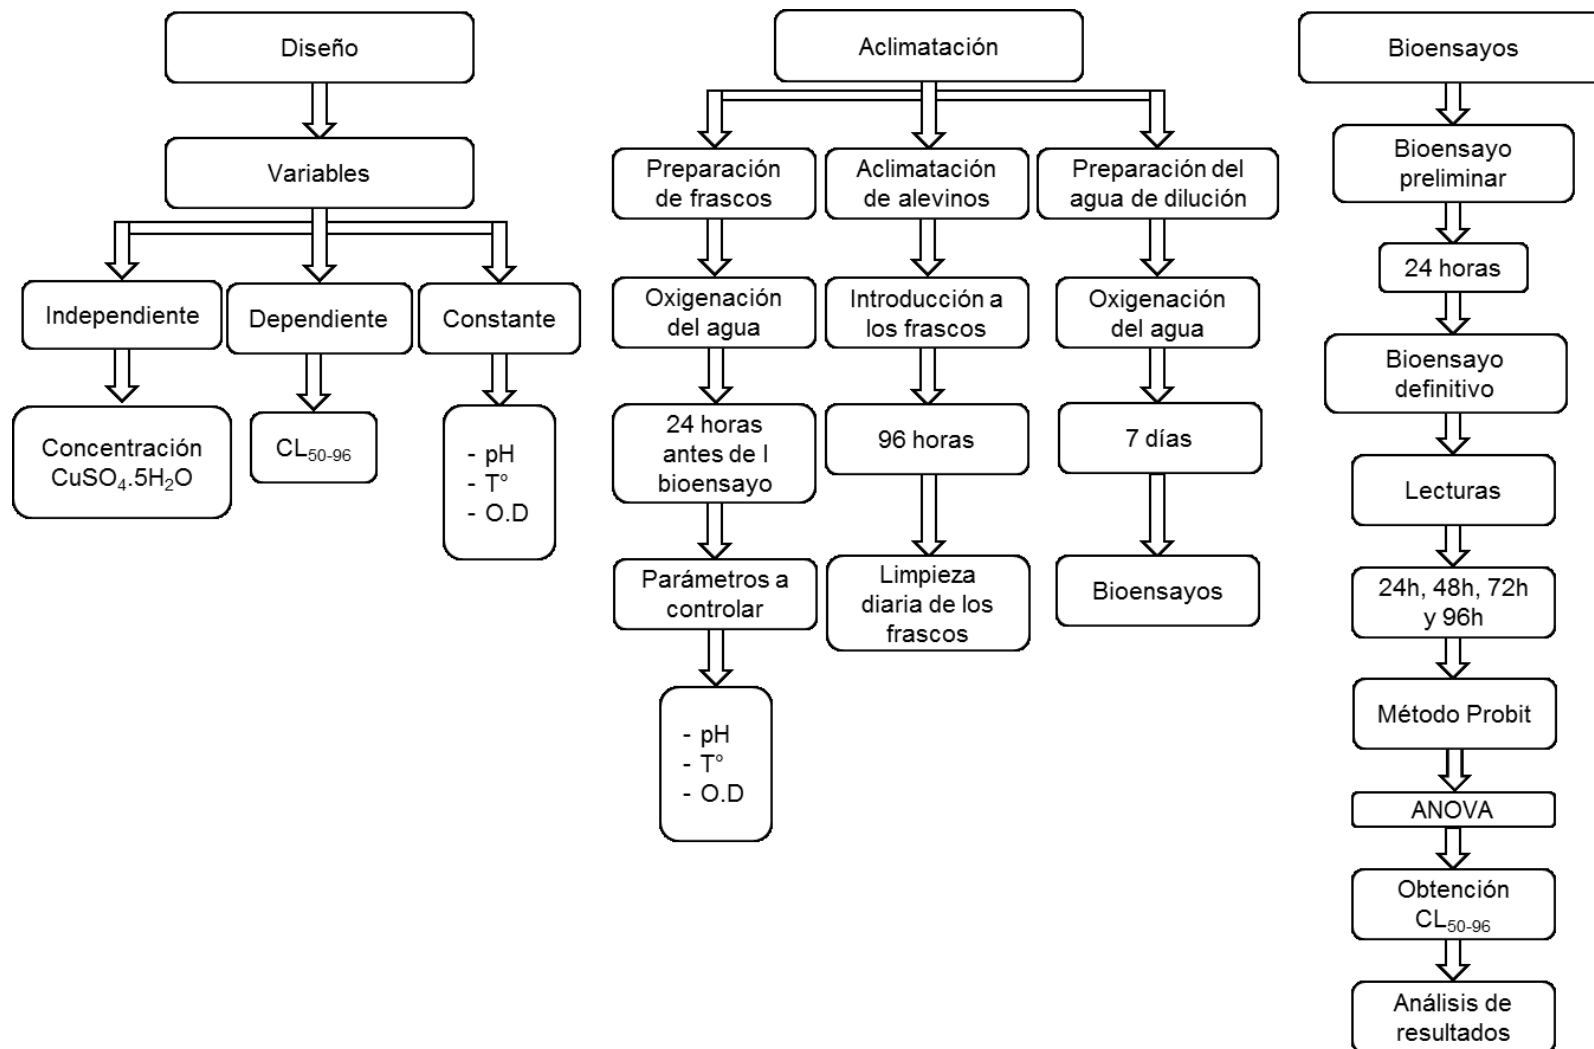 Diseño
Variables
Independiente
Concentración
CuSO₄.5H₂O
Dependiente
CL₅₀₋₉₆
Constante
- pH
- T°
- O.D
Aclimatación
Preparación
de frascos
Oxigenación
del agua
24 horas
antes de l
bioensayo
Parámetros a
controlar
- pH
- T°
- O.D
Aclimatación
de alevinos
Introducción a
los frascos
96 horas
Limpieza
diaria de los
frascos
Preparación del
agua de dilución
Oxigenación
del agua
7 días
Bioensayos
Bioensayos
Bioensayo
preliminar
24 horas
Bioensayo
definitivo
Lecturas
24h, 48h, 72h
y 96h
Método Probit
ANOVA
Obtención
CL₅₀₋₉₆
Análisis de
resultados